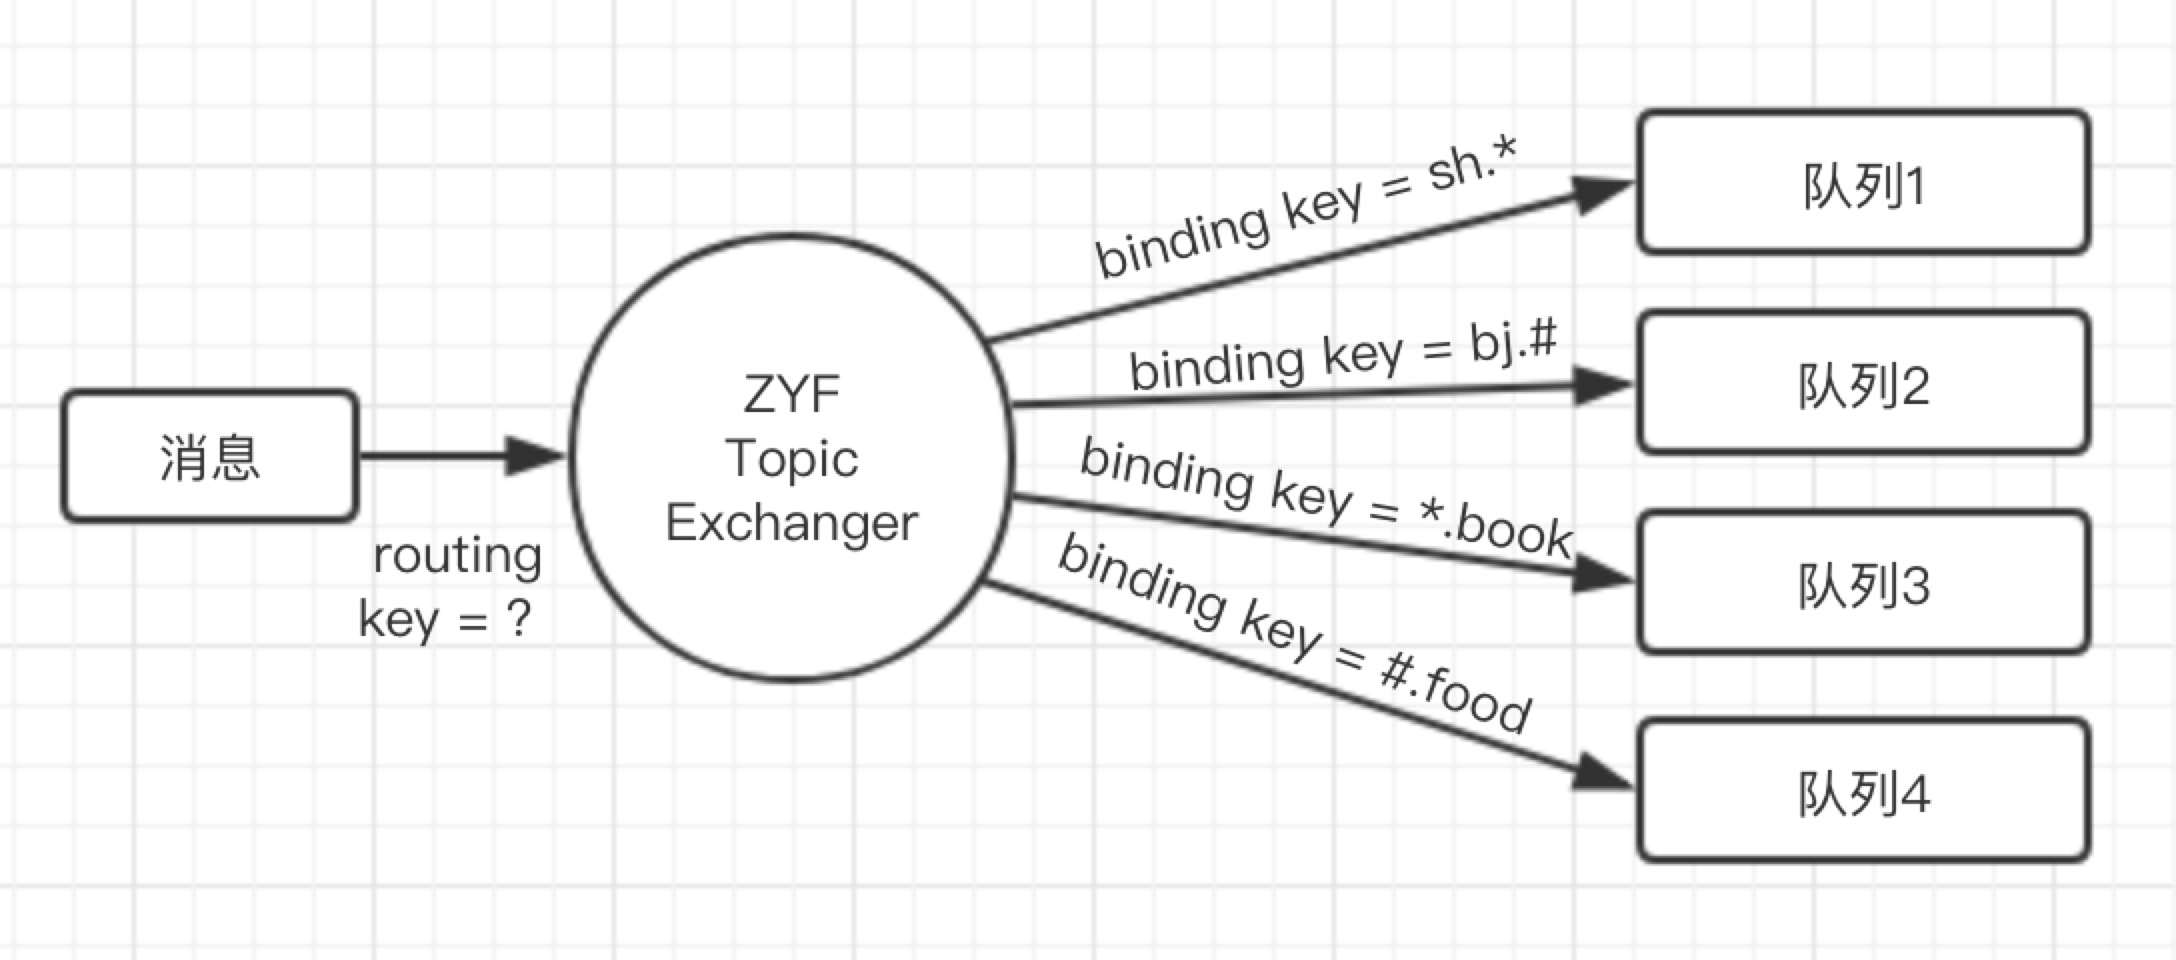 消息
routing
key = ?
ZYF
Topic
Exchanger
binding key = sh.*
binding key = bj.#
binding key = *.book
binding key = #.food
队列1
队列2
队列3
队列4